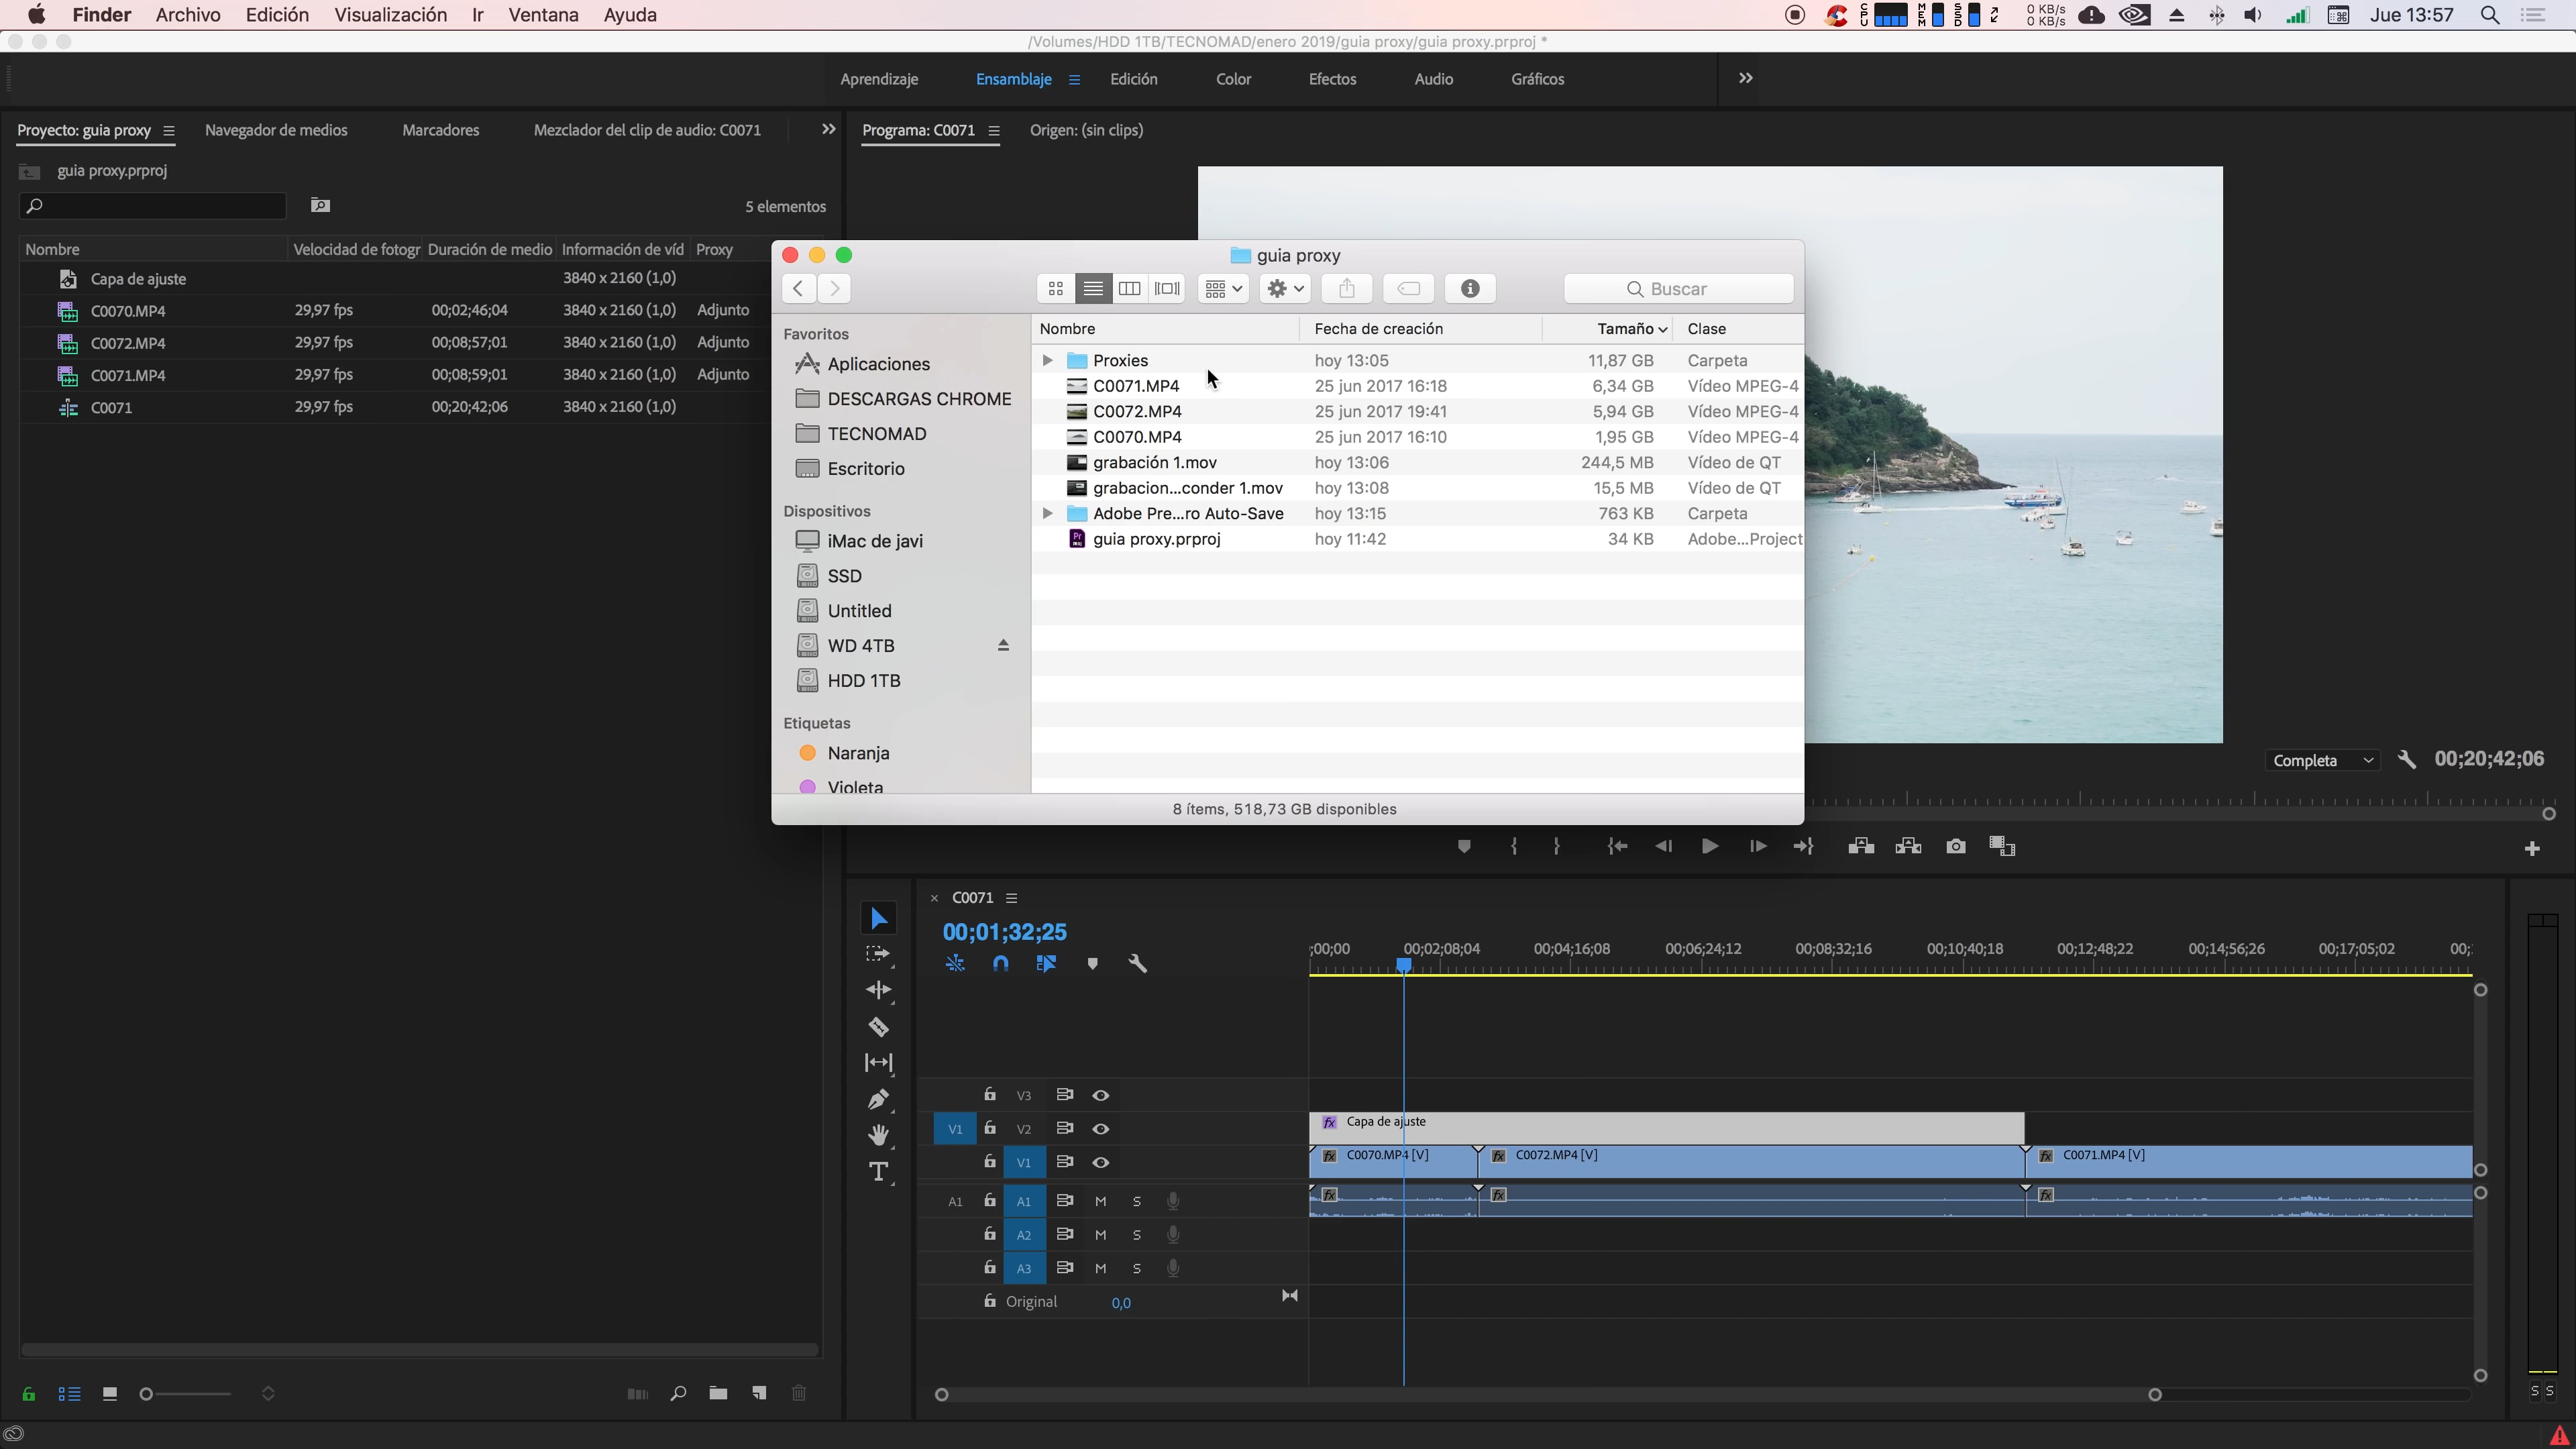 Finder Archivo Edición Visualización Ir Ventana Ayuda
CPU MEM SSD 0 KB/s 0 KB/s Jue 13:57
/Volumes/HDD 1TB/TECNOMAD/enero 2019/guia proxy/guia proxy.prproj *
Aprendizaje Ensamblaje Edición Color Efectos Audio Gráficos
Proyecto: guia proxy Navegador de medios Marcadores Mezclador del clip de audio: C0071
Programa: C0071 Origen: (sin clips)
guia proxy.prproj
5 elementos
Nombre Velocidad de fotogr Duración de medio Información de víd Proxy
Capa de ajuste 3840 x 2160 (1,0)
C0070.MP4 29,97 fps 00;02;46;04 3840 x 2160 (1,0) Adjunto
C0072.MP4 29,97 fps 00;08;57;01 3840 x 2160 (1,0) Adjunto
C0071.MP4 29,97 fps 00;08;59;01 3840 x 2160 (1,0) Adjunto
C0071 29,97 fps 00;20;42;06 3840 x 2160 (1,0)
guia proxy
Buscar
Favoritos
Aplicaciones
DESCARGAS CHROME
TECNOMAD
Escritorio
Dispositivos
iMac de javi
SSD
Untitled
WD 4TB
HDD 1TB
Etiquetas
Naranja
Violeta
Nombre Fecha de creación Tamaño Clase
Proxies hoy 13:05 11,87 GB Carpeta
C0071.MP4 25 jun 2017 16:18 6,34 GB Vídeo MPEG-4
C0072.MP4 25 jun 2017 19:41 5,94 GB Vídeo MPEG-4
C0070.MP4 25 jun 2017 16:10 1,95 GB Vídeo MPEG-4
grabación 1.mov hoy 13:06 244,5 MB Vídeo de QT
grabacion...conder 1.mov hoy 13:08 15,5 MB Vídeo de QT
Adobe Pre...ro Auto-Save hoy 13:15 763 KB Carpeta
guia proxy.prproj hoy 11:42 34 KB Adobe...Project
8 ítems, 518,73 GB disponibles
Completa 00;20;42;06
C0071
00;01;32;25
;00;00 00;02;08;04 00;04;16;08 00;06;24;12 00;08;32;16 00;10;40;18 00;12;48;22 00;14;56;26 00;17;05;02 00;
V3
V1 V2 fx Capa de ajuste
V1 fx C0070.MP4 [V] fx C0072.MP4 [V] fx C0071.MP4 [V]
A1 A1 M S fx fx fx
A2 M S
A3 M S
Original 0,0
S S